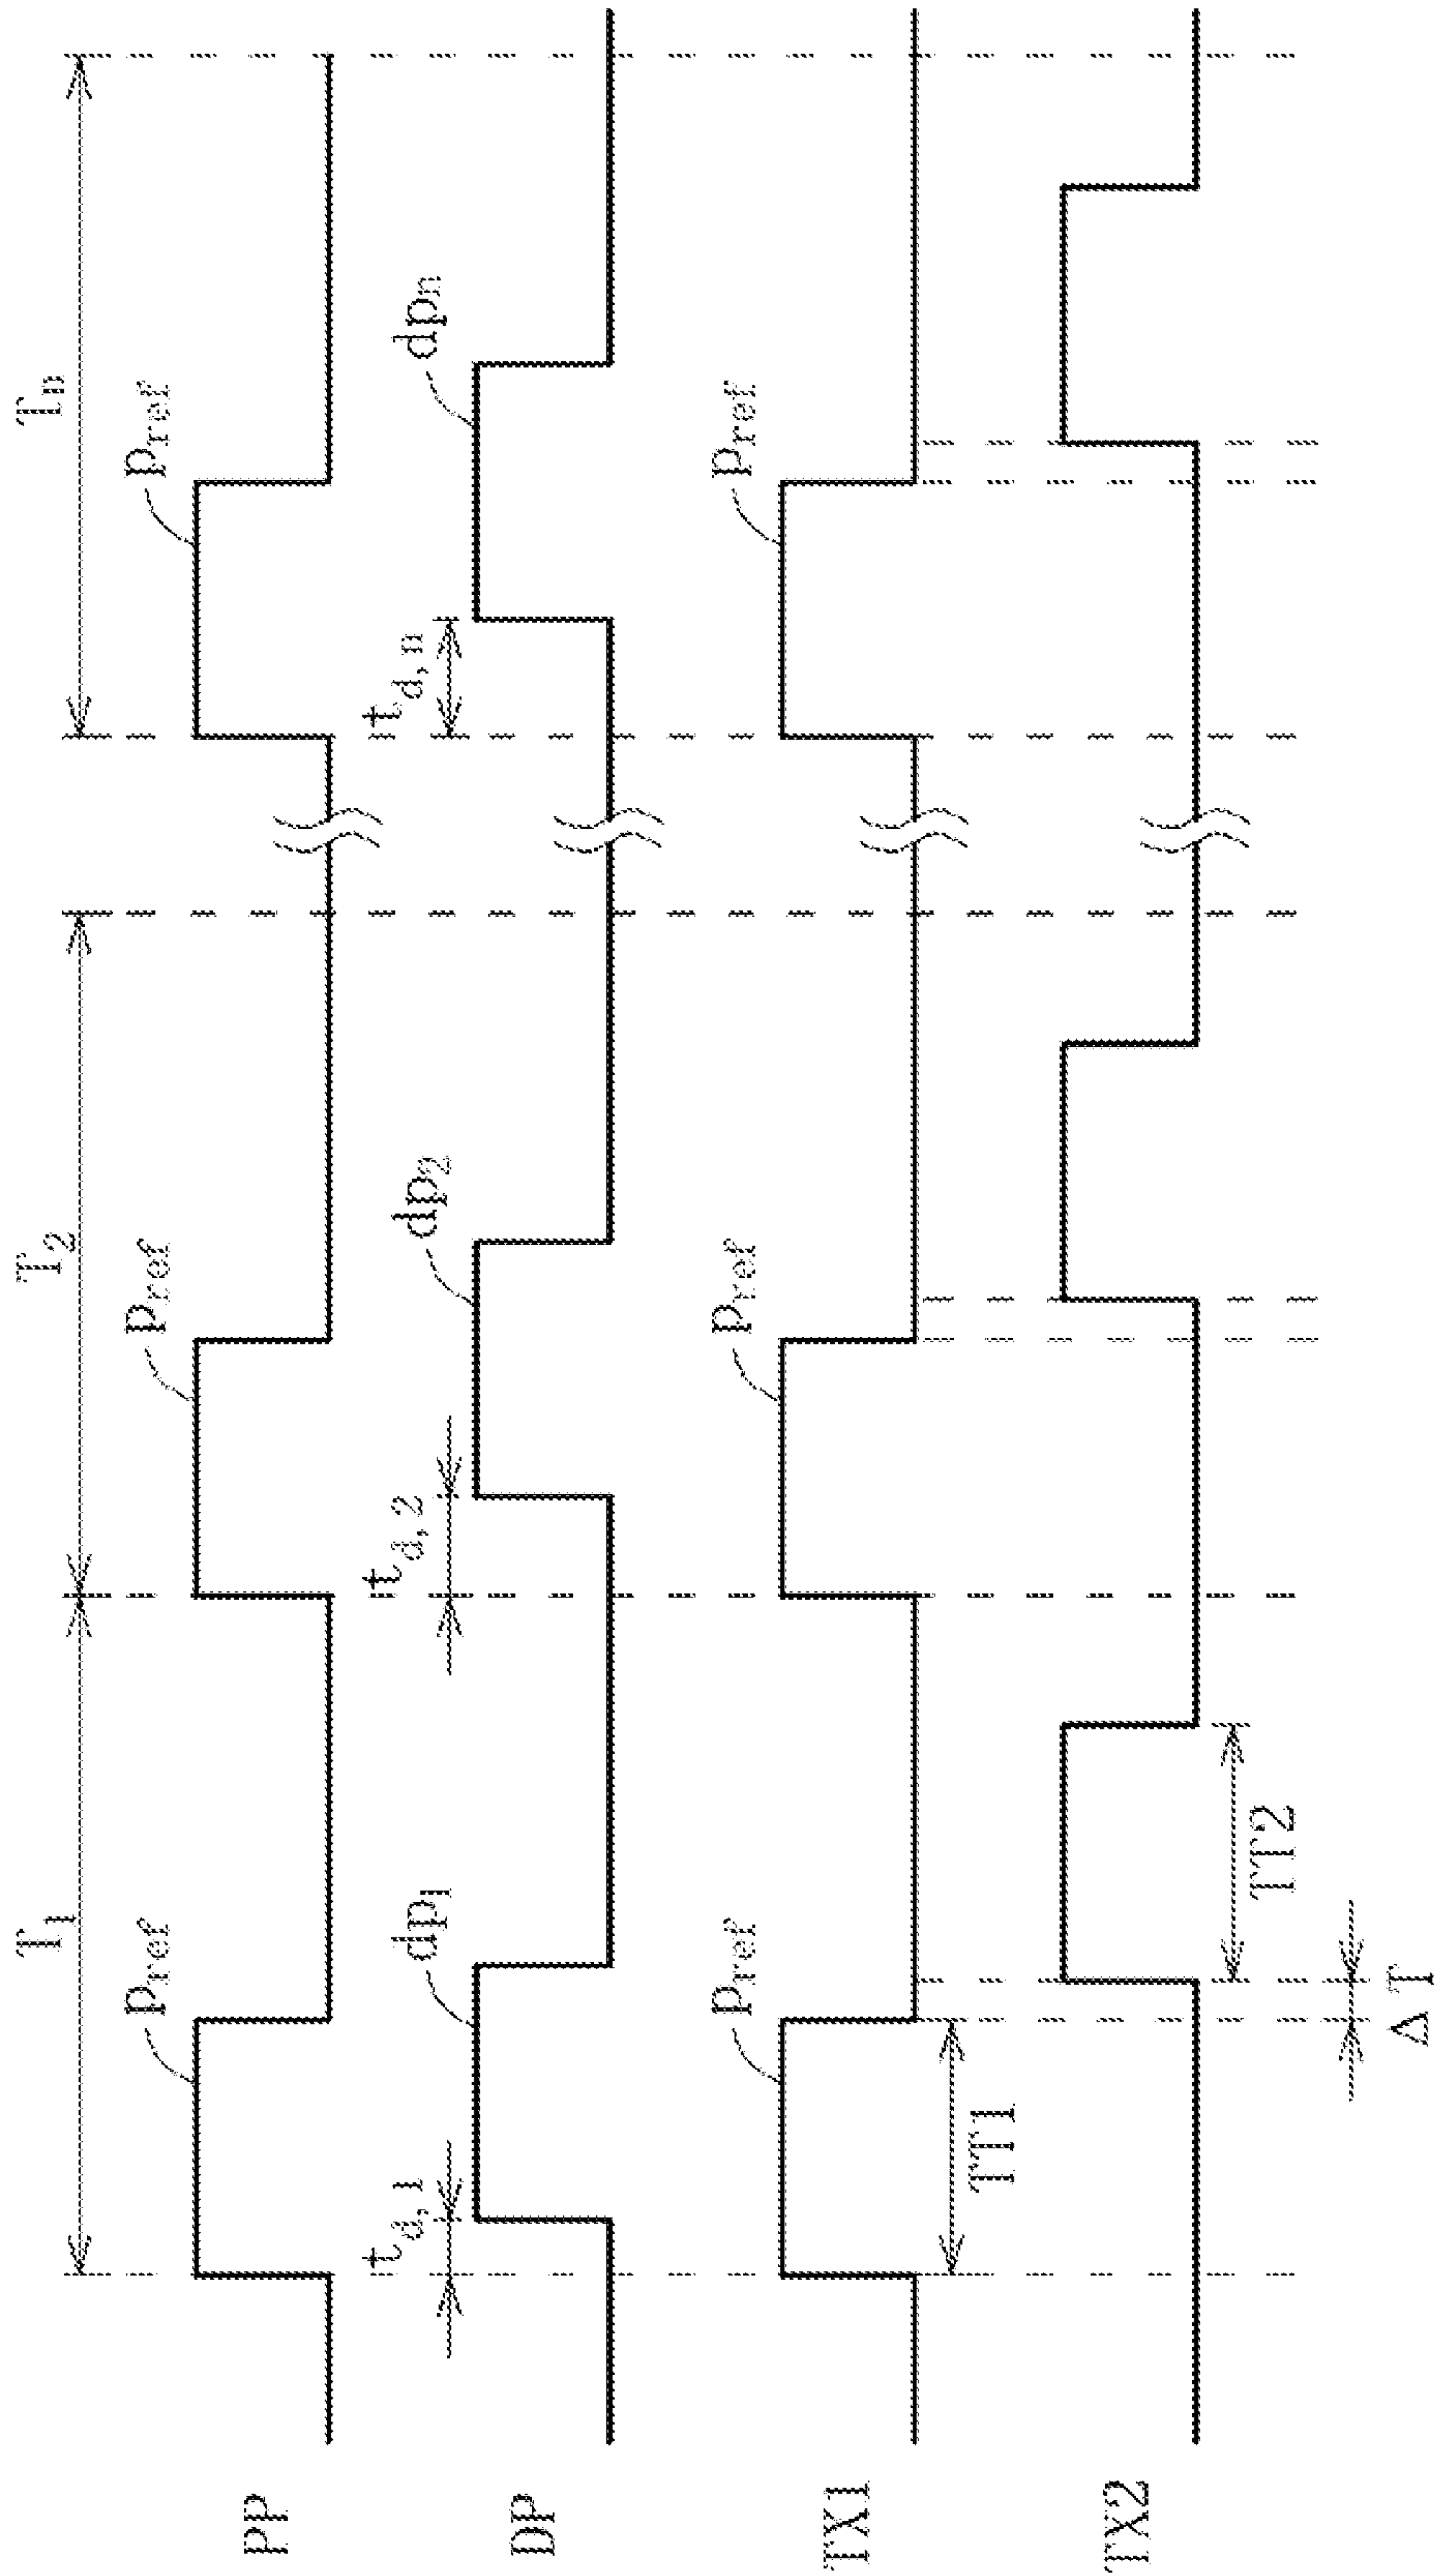 T₁ T₂ Tₙ
PP pref pref pref
td,1 dp₁ td,2 dp₂ td,n dpₙ
DP
TX1 pref pref pref
TT1
TX2
TT2
ΔT